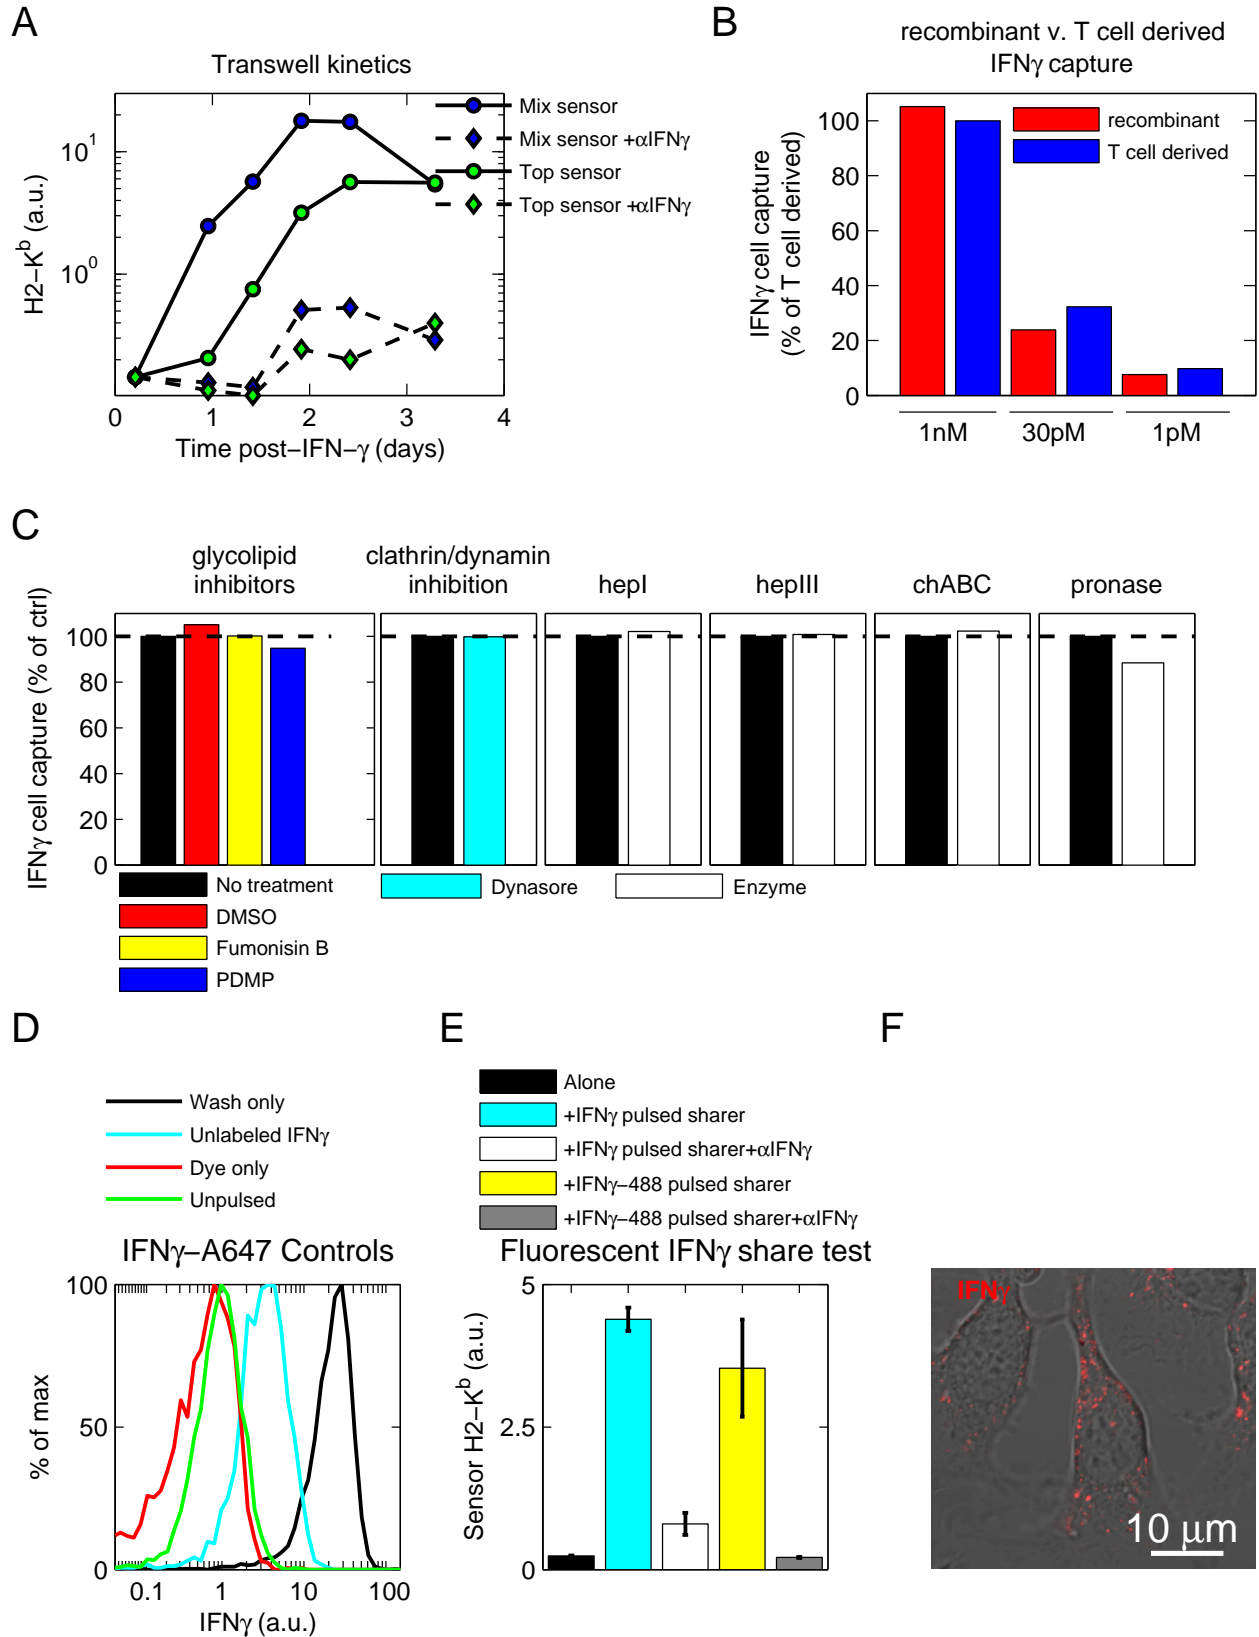 A
Transwell kinetics
H2−Kᵇ (a.u.)
10¹
10⁰
0
1
2
3
4
Time post−IFN−γ (days)
Mix sensor
Mix sensor +αIFNγ
Top sensor
Top sensor +αIFNγ
B
recombinant v. T cell derived
IFNγ capture
IFNγ cell capture
(% of T cell derived)
100
80
60
40
20
0
recombinant
T cell derived
1nM
30pM
1pM
C
glycolipid
inhibitors
clathrin/dynamin
inhibition
hepI
hepIII
chABC
pronase
IFNγ cell capture (% of ctrl)
100
80
60
40
20
0
No treatment
DMSO
Fumonisin B
PDMP
Dynasore
Enzyme
D
Wash only
Unlabeled IFNγ
Dye only
Unpulsed
IFNγ−A647 Controls
% of max
100
50
0
0.1
1
10
100
IFNγ (a.u.)
E
Alone
+IFNγ pulsed sharer
+IFNγ pulsed sharer+αIFNγ
+IFNγ−488 pulsed sharer
+IFNγ−488 pulsed sharer+αIFNγ
Fluorescent IFNγ share test
Sensor H2−Kᵇ (a.u.)
5
2.5
0
F
IFNγ
10 μm